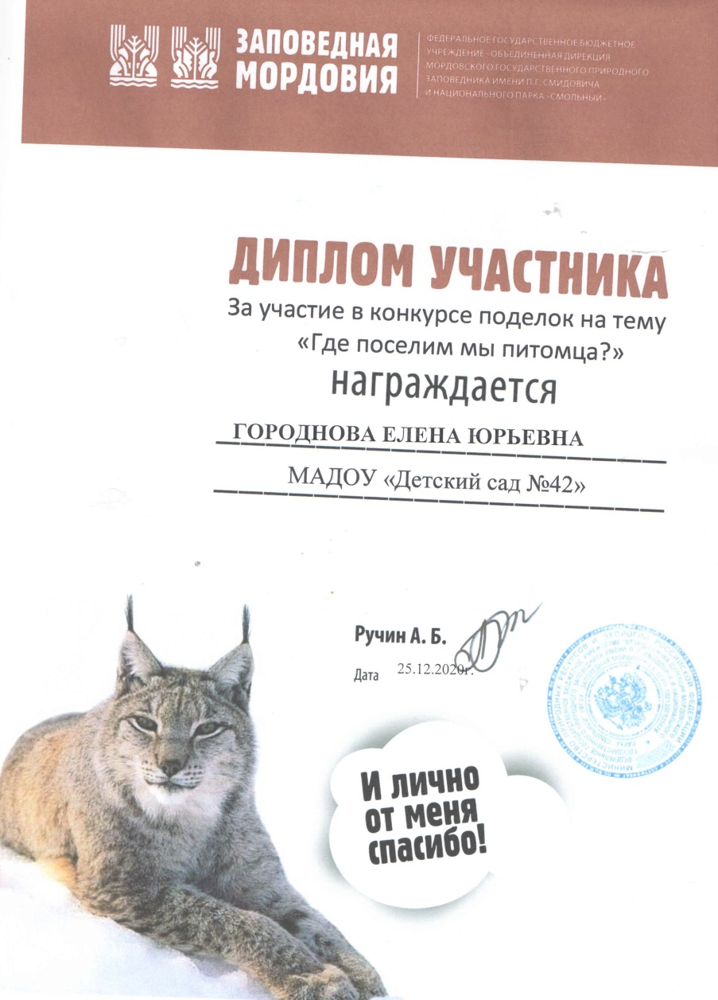 ЗАПОВЕДНАЯ
МОРДОВИЯ
ФЕДЕРАЛЬНОЕ ГОСУДАРСТВЕННОЕ БЮДЖЕТНОЕ
УЧРЕЖДЕНИЕ «ОБЪЕДИНЕННАЯ ДИРЕКЦИЯ
МОРДОВСКОГО ГОСУДАРСТВЕННОГО ПРИРОДНОГО
ЗАПОВЕДНИКА ИМЕНИ П.Г. СМИДОВИЧА
И НАЦИОНАЛЬНОГО ПАРКА «СМОЛЬНЫЙ»
ДИПЛОМ УЧАСТНИКА
За участие в конкурсе поделок на тему
«Где поселим мы питомца?»
награждается
ГОРОДНОВА ЕЛЕНА ЮРЬЕВНА
МАДОУ «Детский сад №42»
Ручин А. Б.
Дата 25.12.2020г.
И лично
от меня
спасибо!